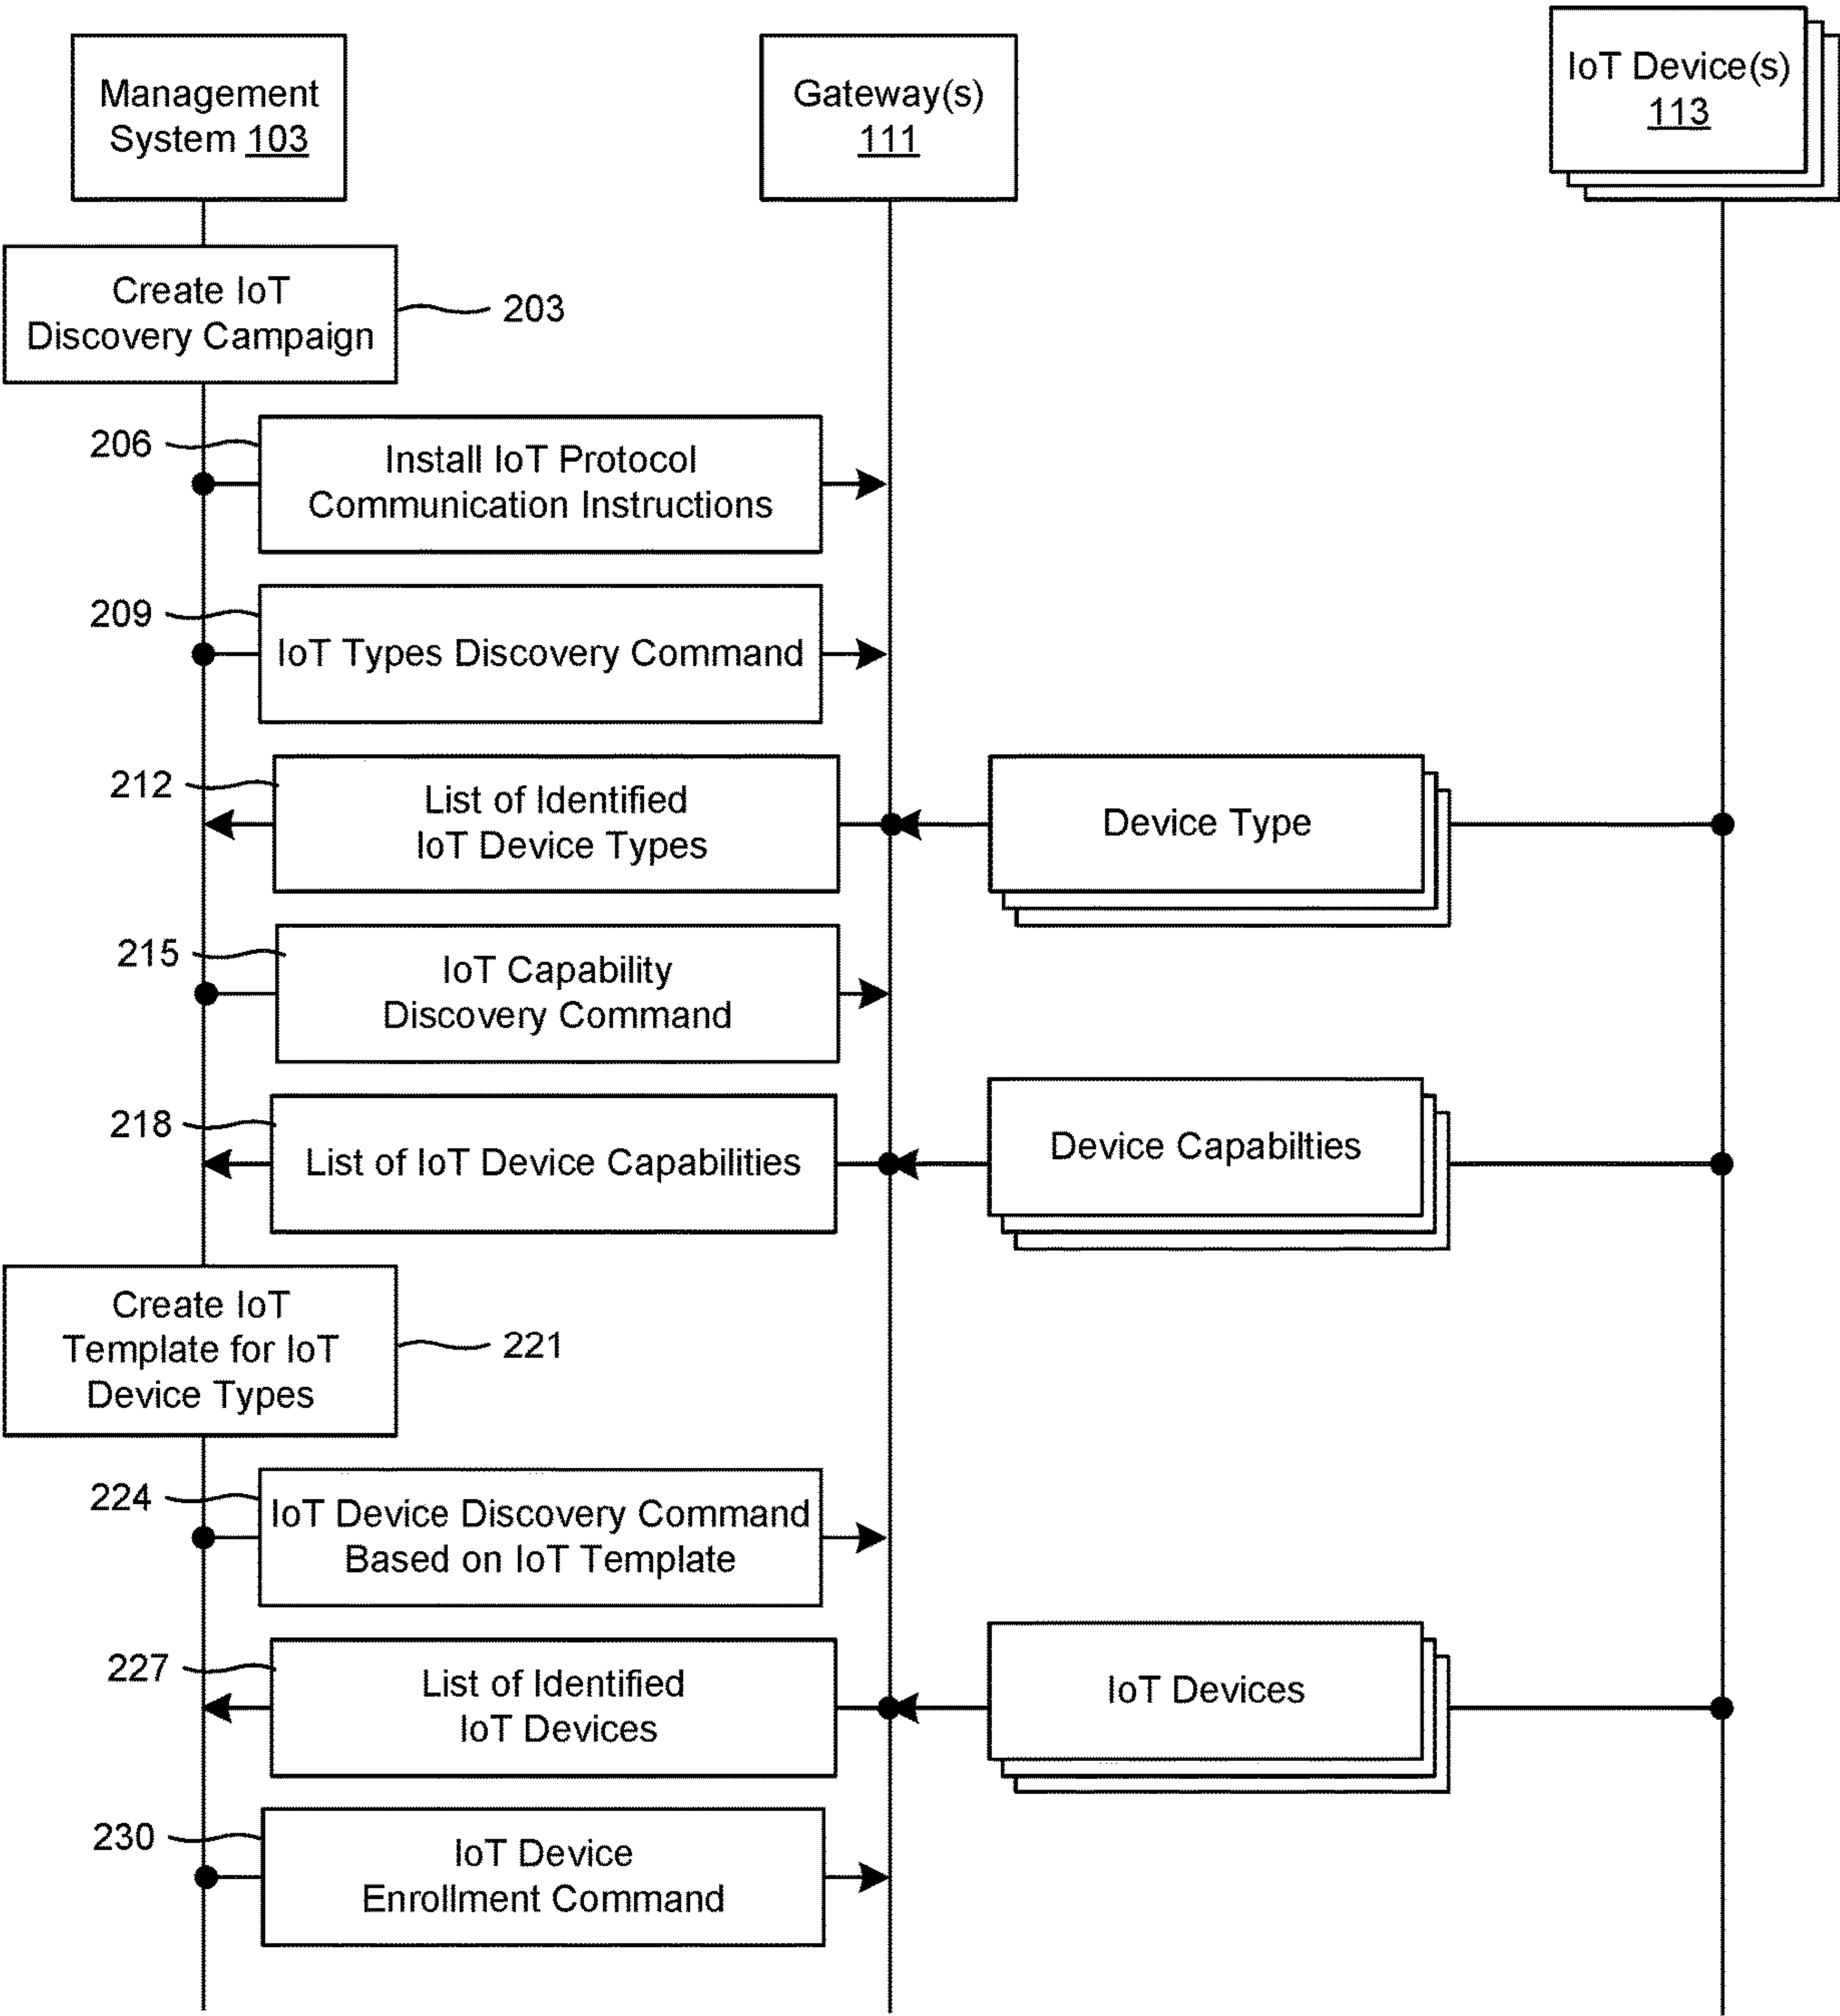 Management
System 103
Gateway(s)
111
IoT Device(s)
113
Create IoT
Discovery Campaign
203
206
Install IoT Protocol
Communication Instructions
209
IoT Types Discovery Command
212
List of Identified
IoT Device Types
Device Type
215
IoT Capability
Discovery Command
218
List of IoT Device Capabilities
Device Capabilties
Create IoT
Template for IoT
Device Types
221
224
IoT Device Discovery Command
Based on IoT Template
227
List of Identified
IoT Devices
IoT Devices
230
IoT Device
Enrollment Command